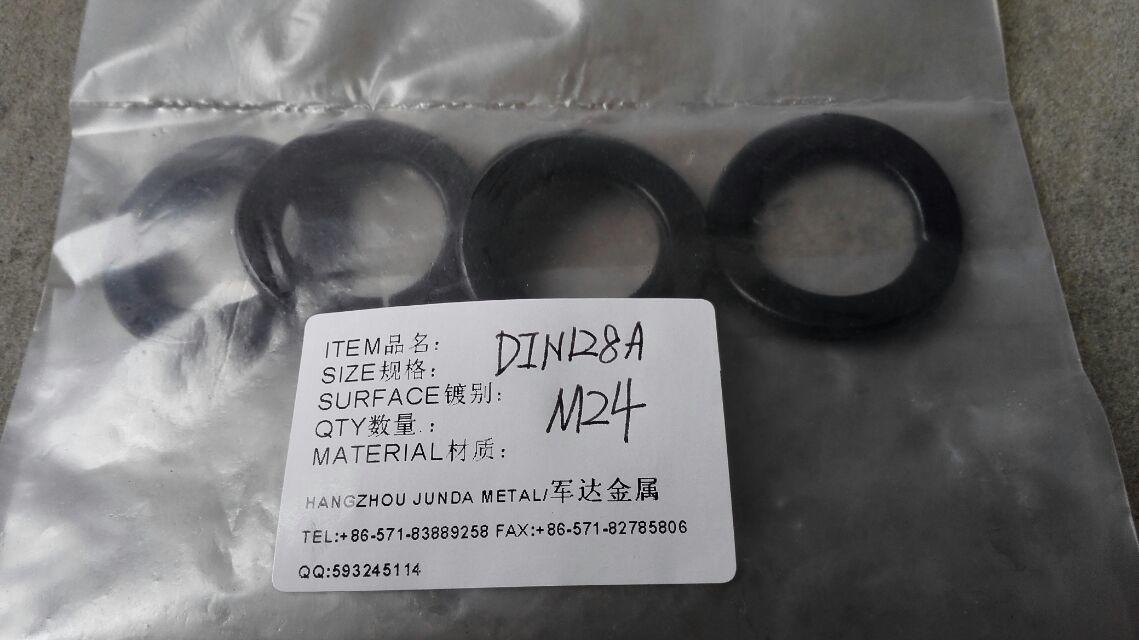 ITEM品名: DIN128A
SIZE规格:
SURFACE镀别: M24
QTY数量.:
MATERIAL材质:
HANGZHOU JUNDA METAL/军达金属
TEL:+86-571-83889258 FAX:+86-571-82785806
QQ:593245114